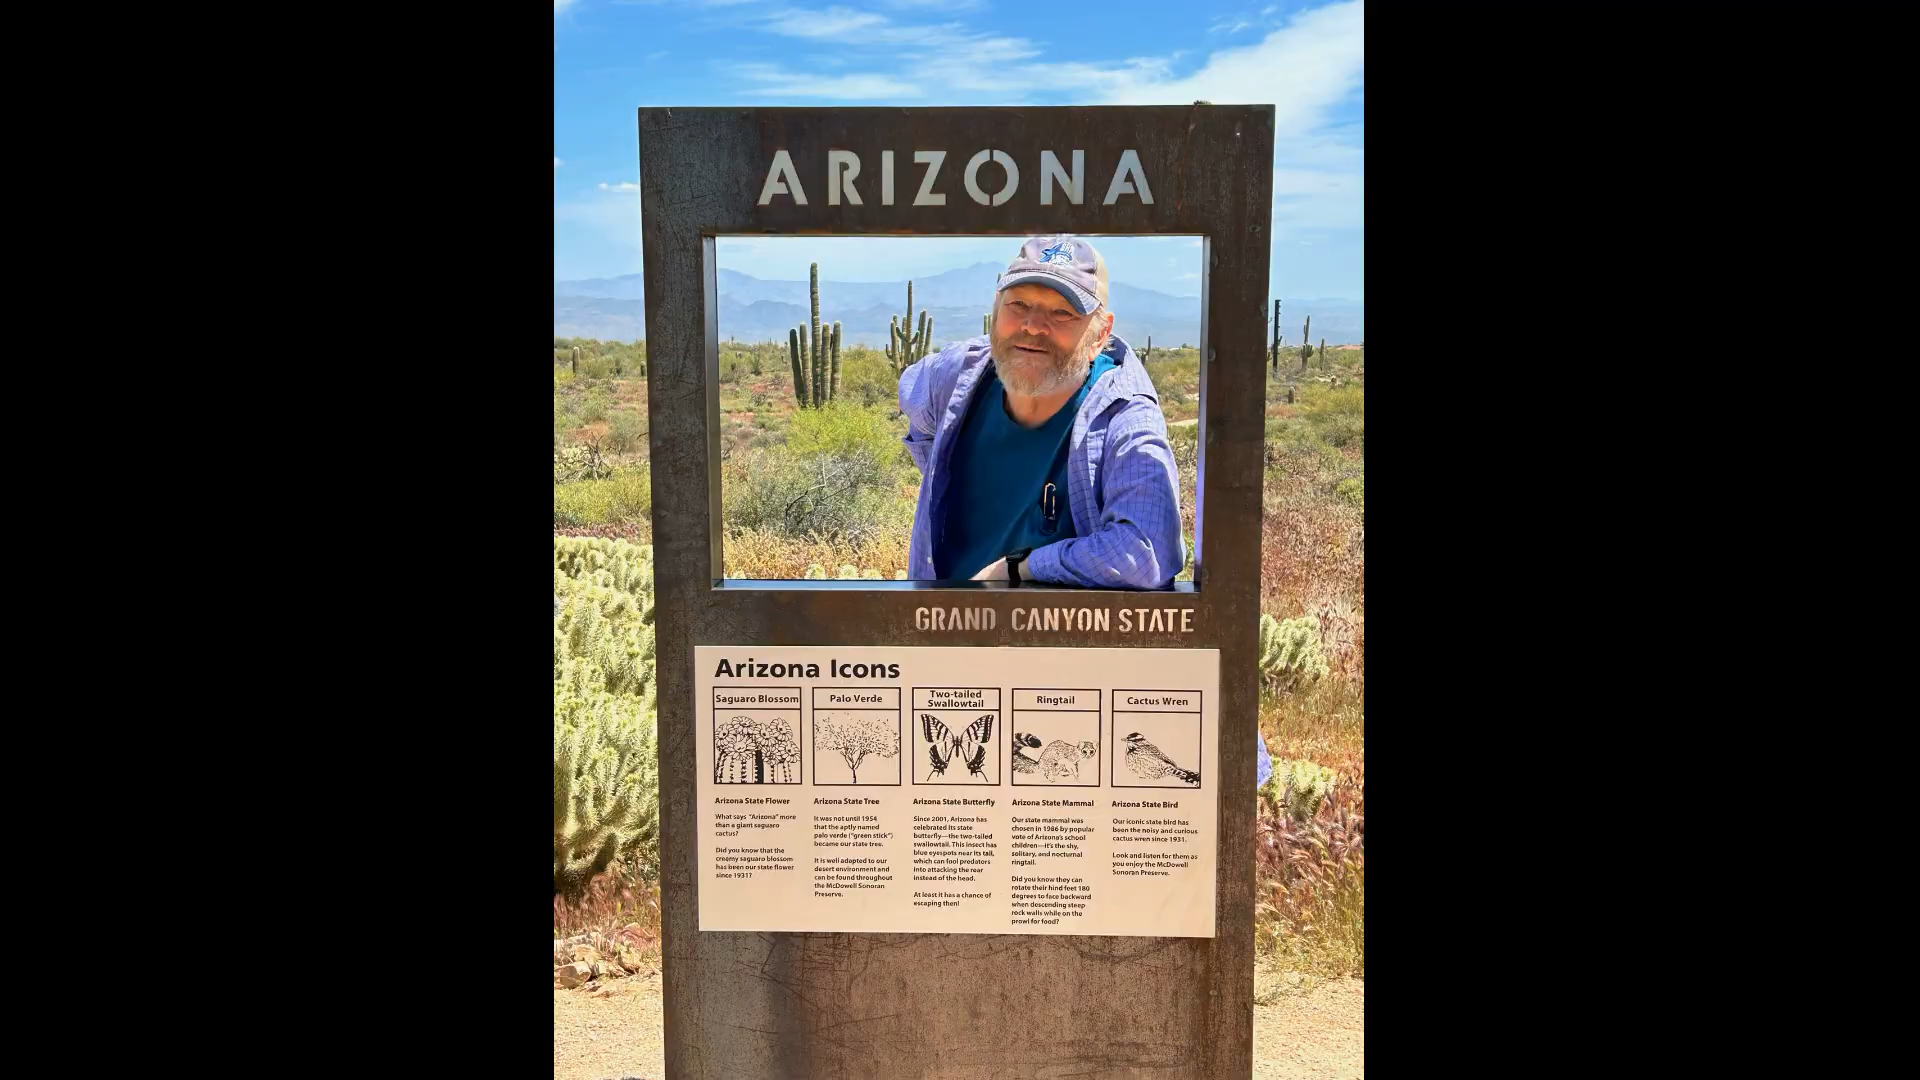 ARIZONA
GRAND CANYON STATE
Arizona Icons
Saguaro Blossom
Arizona State Flower
What says "Arizona" more
than a giant saguaro
cactus?
Did you know that the
creamy saguaro blossom
has been our state flower
since 1931?
Palo Verde
Arizona State Tree
It was not until 1954
that the aptly named
palo verde ("green stick")
became our state tree.
It is well adapted to our
desert environment and
can be found throughout
the McDowell Sonoran
Preserve.
Two-tailed
Swallowtail
Arizona State Butterfly
Since 2001, Arizona has
celebrated its state
butterfly—the two-tailed
swallowtail. This insect has
blue eyespots near its tail,
which can fool predators
into attacking the rear
instead of the head.
At least it has a chance of
escaping then!
Ringtail
Arizona State Mammal
Our state mammal was
chosen in 1986 by popular
vote of Arizona's school
children—it's the shy,
solitary, and nocturnal
ringtail.
Did you know they can
rotate their hind feet 180
degrees to face backward
when descending steep
rock walls while on the
prowl for food?
Cactus Wren
Arizona State Bird
Our iconic state bird has
been the noisy and curious
cactus wren since 1931.
Look and listen for them as
you enjoy the McDowell
Sonoran Preserve.